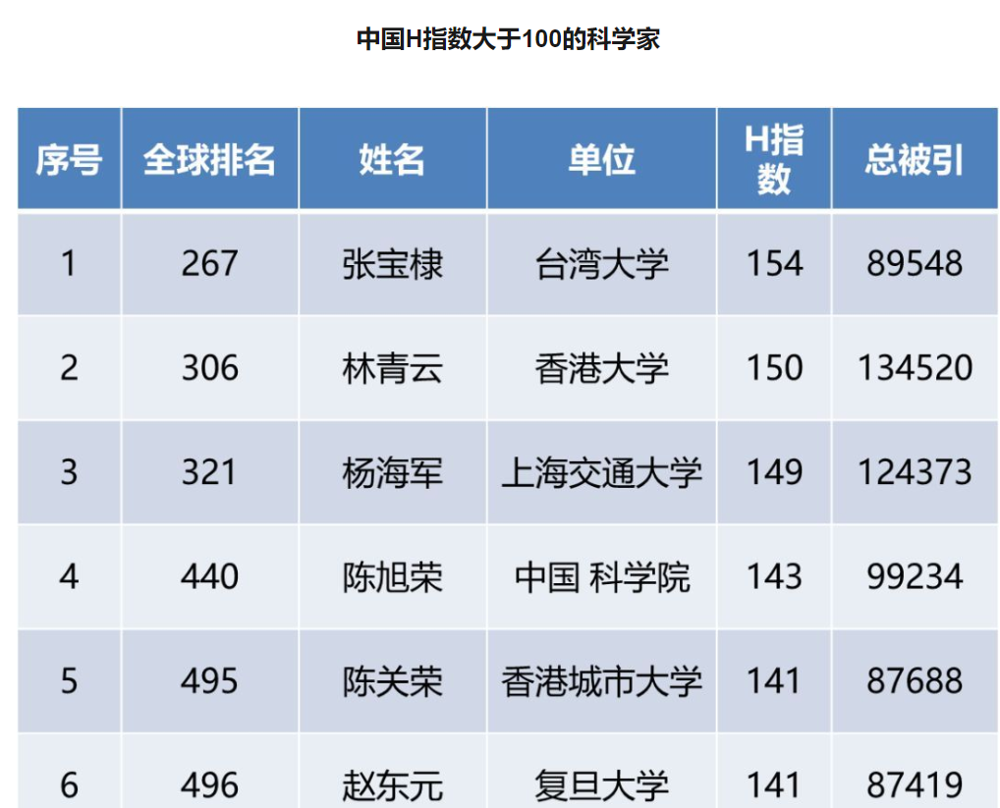 中国H指数大于100的科学家
序号 全球排名 姓名 单位 H指数 总被引
1 267 张宝棣 台湾大学 154 89548
2 306 林青云 香港大学 150 134520
3 321 杨海军 上海交通大学 149 124373
4 440 陈旭荣 中国 科学院 143 99234
5 495 陈关荣 香港城市大学 141 87688
6 496 赵东元 复旦大学 141 87419